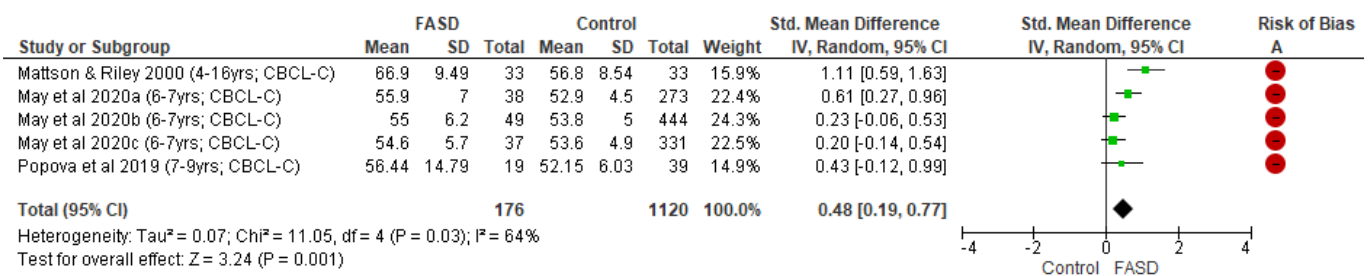 FASD Control Std. Mean Difference Std. Mean Difference Risk of Bias
Study or Subgroup Mean SD Total Mean SD Total Weight IV, Random, 95% CI IV, Random, 95% CI A
Mattson & Riley 2000 (4-16yrs; CBCL-C) 66.9 9.49 33 56.8 8.54 33 15.9% 1.11 [0.59, 1.63]
May et al 2020a (6-7yrs; CBCL-C) 55.9 7 38 52.9 4.5 273 22.4% 0.61 [0.27, 0.96]
May et al 2020b (6-7yrs; CBCL-C) 55 6.2 49 53.8 5 444 24.3% 0.23 [-0.06, 0.53]
May et al 2020c (6-7yrs; CBCL-C) 54.6 5.7 37 53.6 4.9 331 22.5% 0.20 [-0.14, 0.54]
Popova et al 2019 (7-9yrs; CBCL-C) 56.44 14.79 19 52.15 6.03 39 14.9% 0.43 [-0.12, 0.99]
Total (95% CI) 176 1120 100.0% 0.48 [0.19, 0.77]
Heterogeneity: Tau² = 0.07; Chi² = 11.05, df = 4 (P = 0.03); I² = 64%
Test for overall effect: Z = 3.24 (P = 0.001)
-4 -2 0 2 4
Control FASD